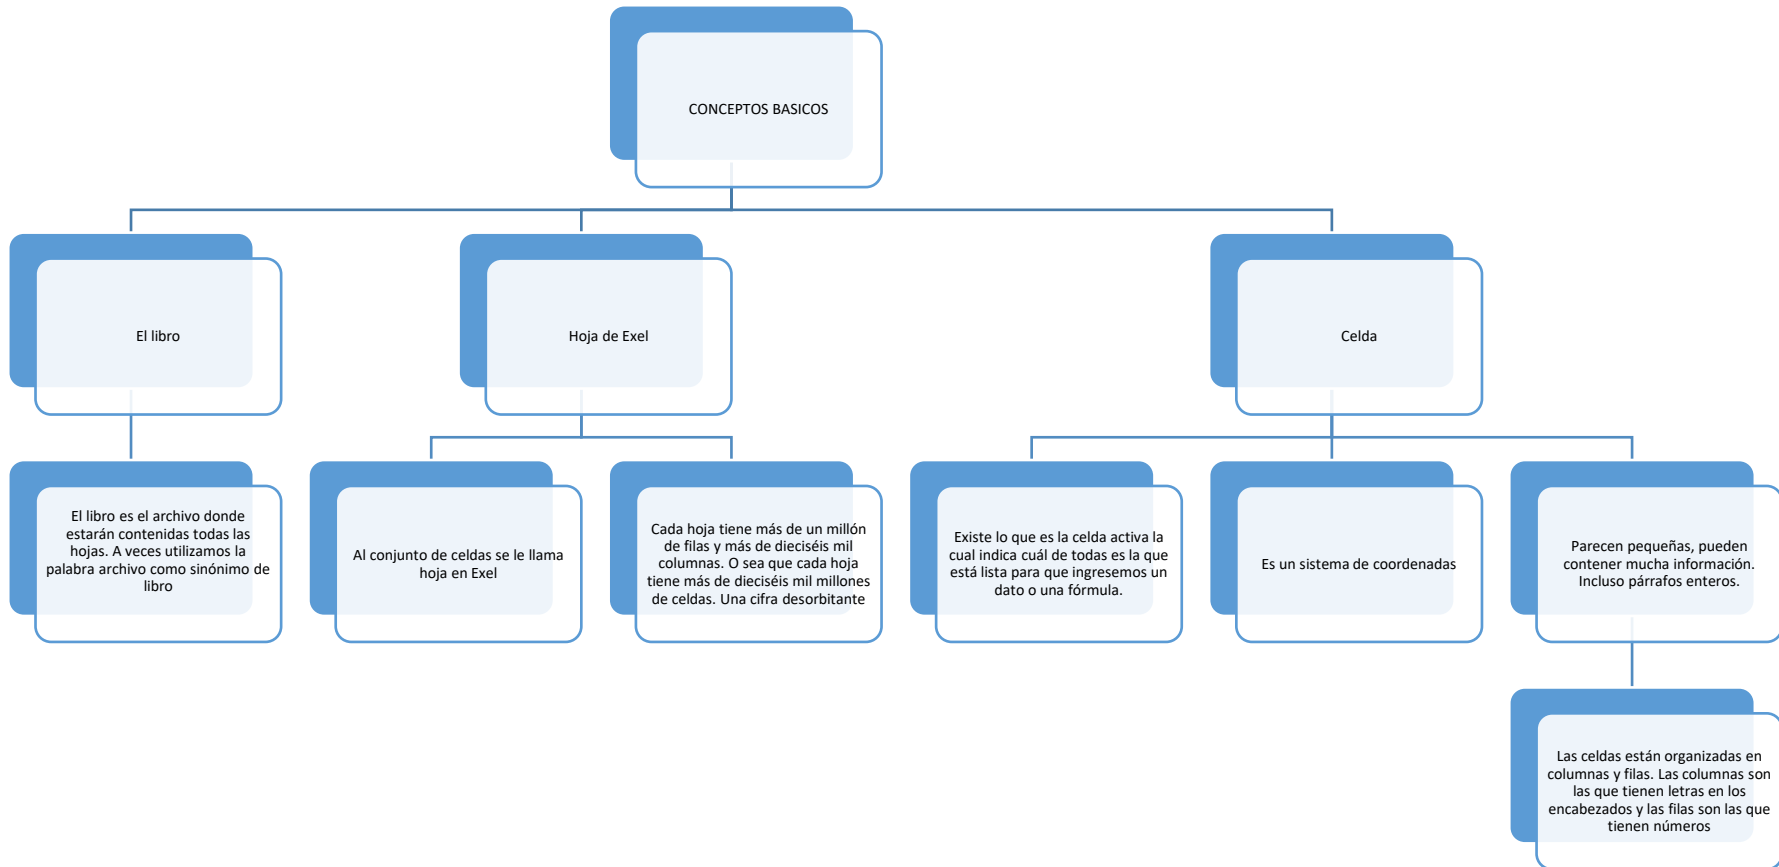 CONCEPTOS BASICOS
El libro
Hoja de Exel
Celda
El libro es el archivo donde
estarán contenidas todas las
hojas. A veces utilizamos la
palabra archivo como sinónimo de
libro
Al conjunto de celdas se le llama
hoja en Exel
Cada hoja tiene más de un millón
de filas y más de dieciséis mil
columnas. O sea que cada hoja
tiene más de dieciséis mil millones
de celdas. Una cifra desorbitante
Existe lo que es la celda activa la
cual indica cuál de todas es la que
está lista para que ingresemos un
dato o una fórmula.
Es un sistema de coordenadas
Parecen pequeñas, pueden
contener mucha información.
Incluso párrafos enteros.
Las celdas están organizadas en
columnas y filas. Las columnas son
las que tienen letras en los
encabezados y las filas son las que
tienen números